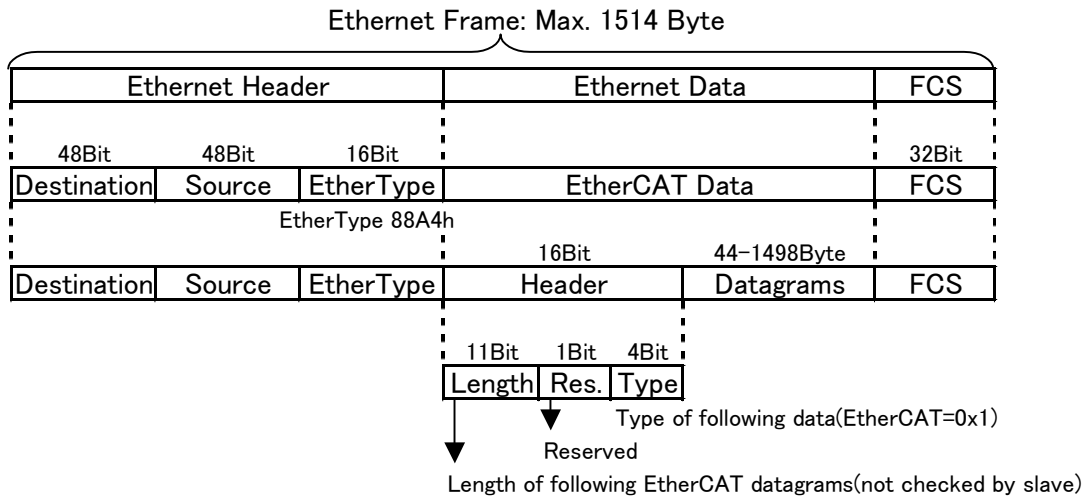 Ethernet Frame: Max. 1514 Byte
Ethernet Header Ethernet Data FCS
48Bit 48Bit 16Bit 32Bit
Destination Source EtherType EtherCAT Data FCS
EtherType 88A4h
16Bit 44-1498Byte
Destination Source EtherType Header Datagrams FCS
11Bit 1Bit 4Bit
Length Res. Type
Type of following data(EtherCAT=0x1)
Reserved
Length of following EtherCAT datagrams(not checked by slave)